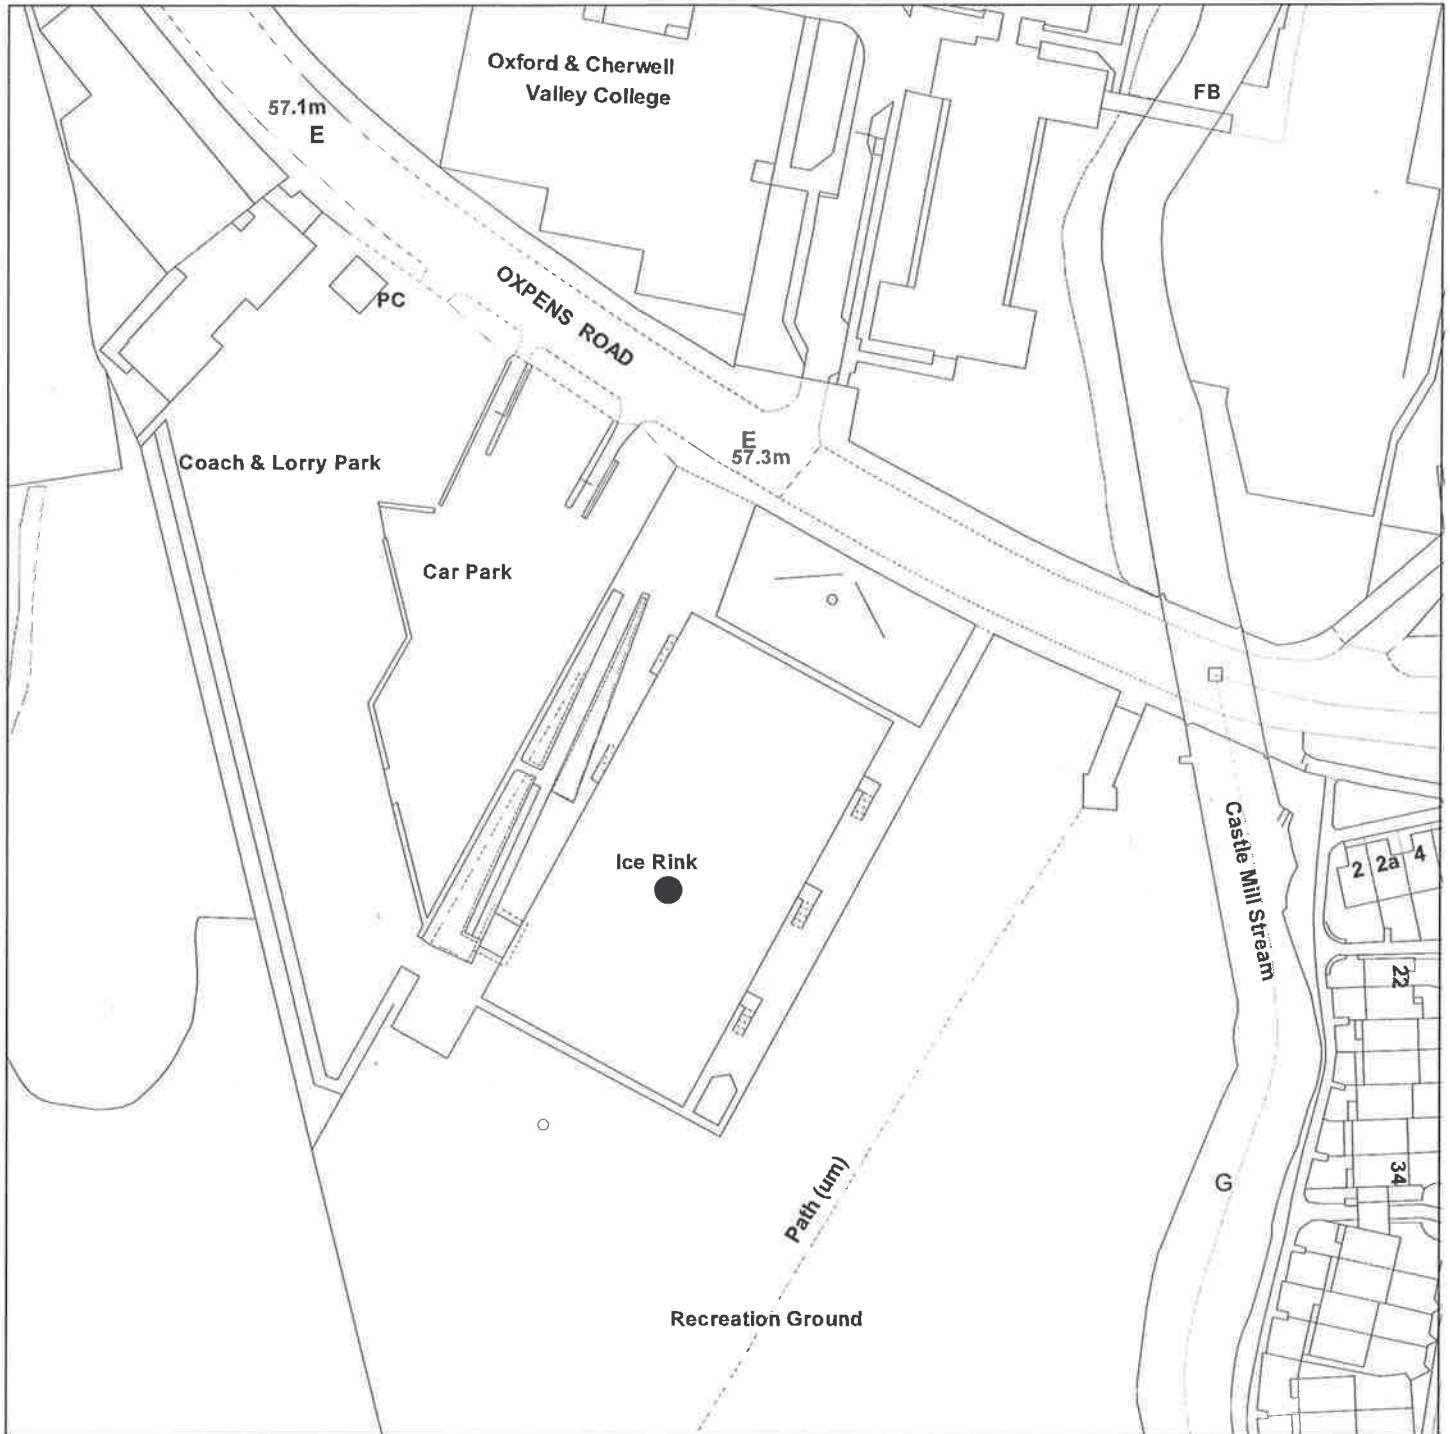 Oxford & Cherwell
Valley College
FB
57.1m
E
PC
OXPENS ROAD
E
57.3m
Coach & Lorry Park
Car Park
Ice Rink
Castle Mill Stream
2
2a
4
22
34
G
Path (um)
Recreation Ground